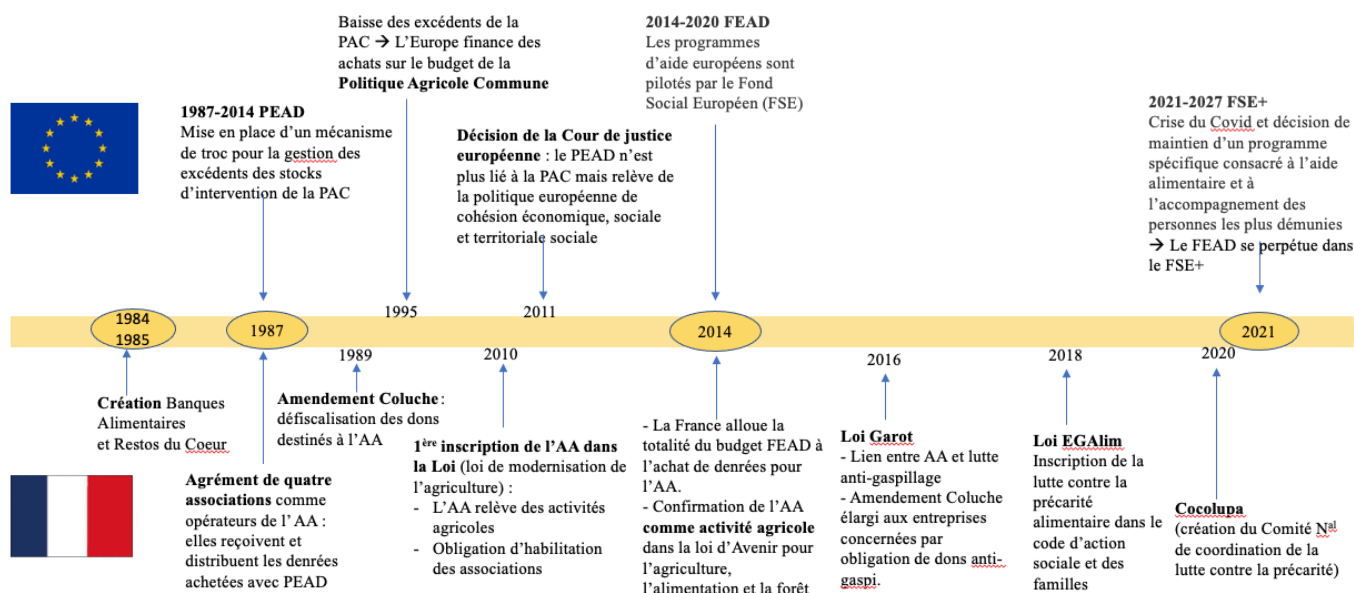 Baisse des excédents de la
PAC → L'Europe finance des
achats sur le budget de la
Politique Agricole Commune
2014-2020 FEAD
Les programmes
d'aide européens sont
pilotés par le Fond
Social Européen (FSE)
1987-2014 PEAD
Mise en place d'un mécanisme
de troc pour la gestion des
excédents des stocks
d'intervention de la PAC
Décision de la Cour de justice
européenne : le PEAD n'est
plus lié à la PAC mais relève de
la politique européenne de
cohésion économique, sociale
et territoriale sociale
2021-2027 FSE+
Crise du Covid et décision de
maintien d'un programme
spécifique consacré à l'aide
alimentaire et à
l'accompagnement des
personnes les plus démunies
→ Le FEAD se perpétue dans
le FSE+
1984
1985
1987
1989
1995
2010
2011
2014
2016
2018
2020
2021
Création Banques
Alimentaires
et Restos du Coeur
Agrément de quatre
associations comme
opérateurs de l'AA :
elles reçoivent et
distribuent les denrées
achetées avec PEAD
Amendement Coluche :
défiscalisation des dons
destinés à l'AA
1ère inscription de l'AA dans
la Loi (loi de modernisation de
l'agriculture) :
- L'AA relève des activités
agricoles
- Obligation d'habilitation
des associations
- La France alloue la
totalité du budget FEAD à
l'achat de denrées pour
l'AA.
- Confirmation de l'AA
comme activité agricole
dans la loi d'Avenir pour
l'agriculture,
l'alimentation et la forêt
Loi Garot
- Lien entre AA et lutte
anti-gaspillage
- Amendement Coluche
élargi aux entreprises
concernées par
obligation de dons anti-
gaspi.
Loi EGAlim
Inscription de la
lutte contre la
précarité
alimentaire dans le
code d'action
sociale et des
familles
Cocolupa
(création du Comité Nal
de coordination de la
lutte contre la précarité)